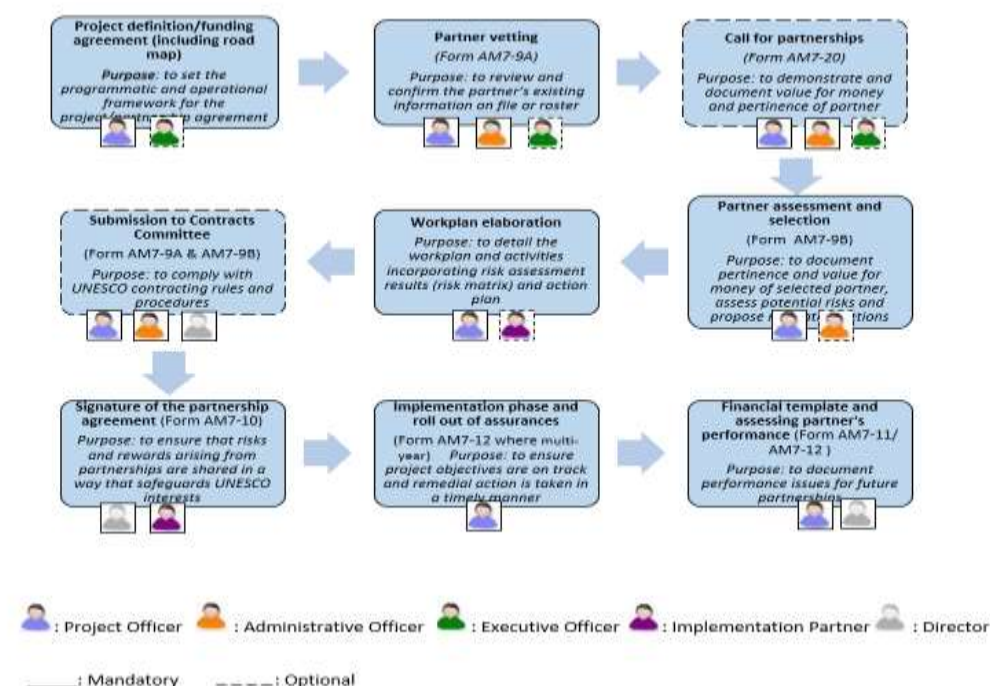 Project definition/funding
agreement (including road
map)
Purpose: to set the
programmatic and operational
framework for the
project/partnership agreement
Partner vetting
(Form AM7-9A)
Purpose: to review and
confirm the partner's existing
information on file or roster
Call for partnerships
(Form AM7-20)
Purpose: to demonstrate and
document value for money
and pertinence of partner
Partner assessment and
selection
(Form AM7-9B)
Purpose: to document
pertinence and value for
money of selected partner,
assess potential risks and
propose
Workplan elaboration
Purpose: to detail the
workplan and activities
incorporating risk assessment
results (risk matrix) and action
plan
Submission to Contracts
Committee
(Form AM7-9A & AM7-9B)
Purpose: to comply with
UNESCO contracting rules and
procedures
Signature of the partnership
agreement (Form AM7-10)
Purpose: to ensure that risks
and rewards arising from
partnerships are shared in a
way that safeguards UNESCO
interests
Implementation phase and
roll out of assurances
(Form AM7-12 where multi-
year) Purpose: to ensure
project objectives are on track
and remedial action is taken in
a timely manner
Financial template and
assessing partner's
performance (Form AM7-11/
AM7-12 )
Purpose: to document
performance issues for future
partnerships
: Project Officer : Administrative Officer : Executive Officer : Implementation Partner : Director
: Mandatory : Optional